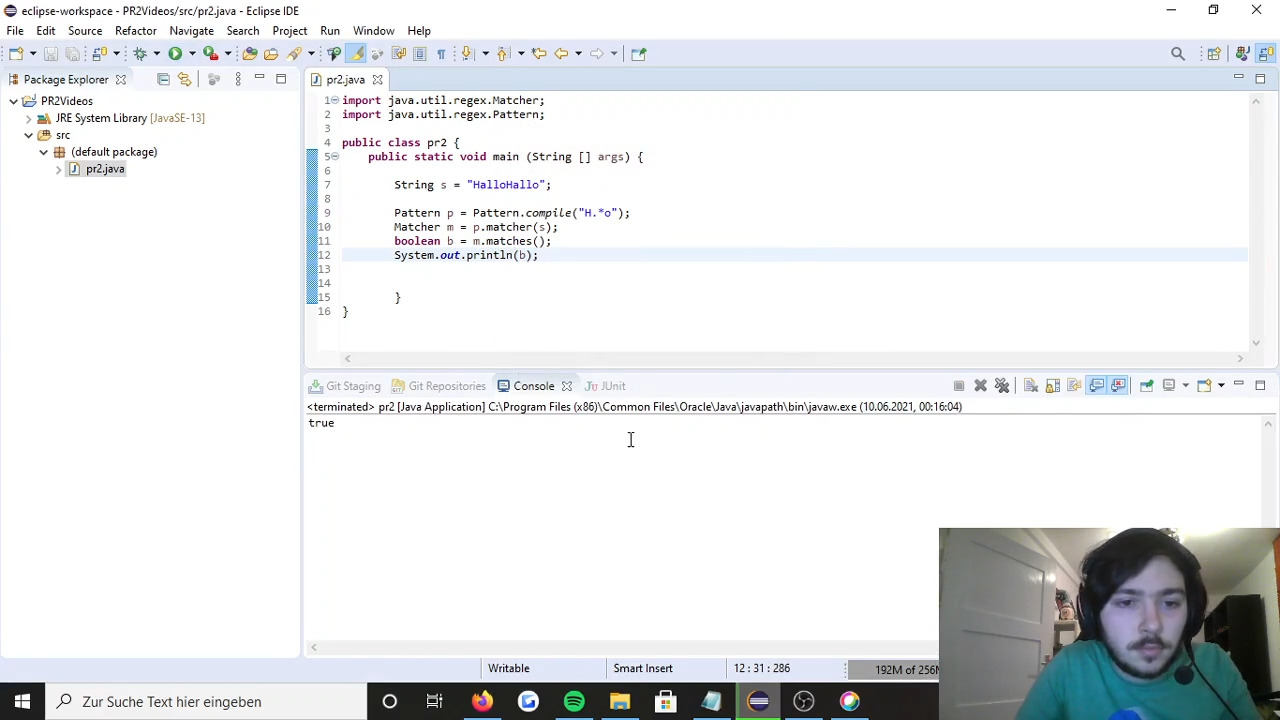 eclipse-workspace - PR2Videos/src/pr2.java - Eclipse IDE
File Edit Source Refactor Navigate Search Project Run Window Help
Package Explorer
PR2Videos
JRE System Library [JavaSE-13]
src
(default package)
pr2.java
pr2.java
1 import java.util.regex.Matcher;
2 import java.util.regex.Pattern;
3
4 public class pr2 {
5 public static void main (String [] args) {
6
7 String s = "HalloHallo";
8
9 Pattern p = Pattern.compile("H.*o");
10 Matcher m = p.matcher(s);
11 boolean b = m.matches();
12 System.out.println(b);
13
14
15 }
16 }
Git Staging Git Repositories Console JUnit
<terminated> pr2 [Java Application] C:\Program Files (x86)\Common Files\Oracle\Java\javapath\bin\javaw.exe (10.06.2021, 00:16:04)
true
Writable Smart Insert 12 : 31 : 286 192M of 256M
Zur Suche Text hier eingeben